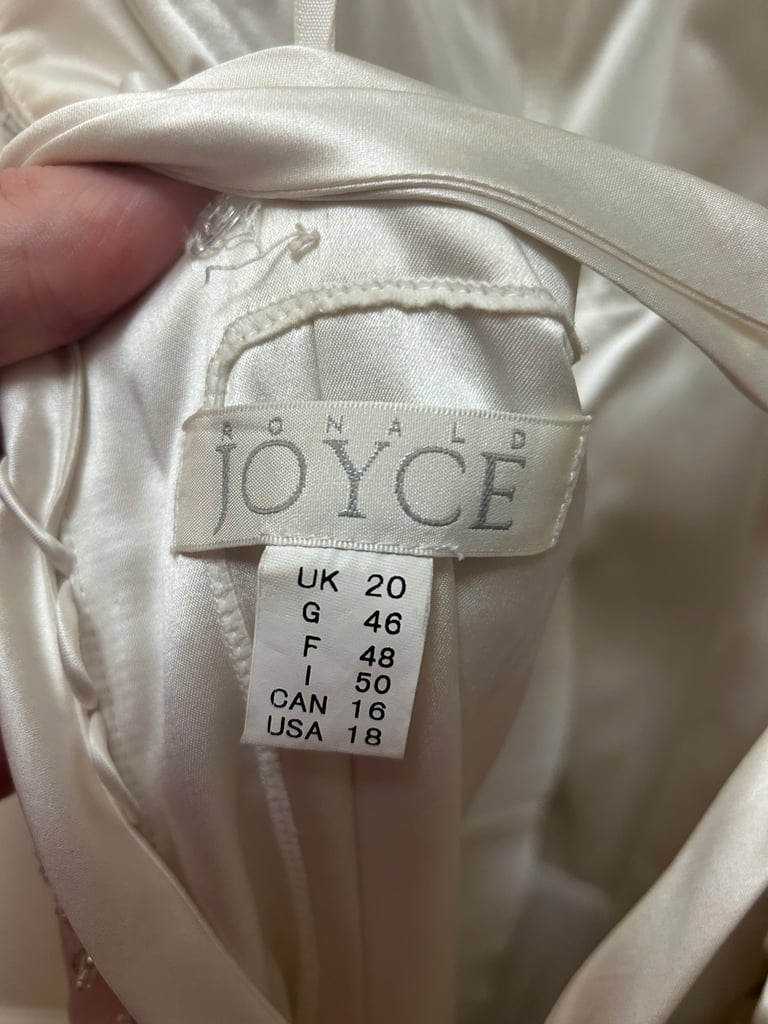 RONALD
JOYCE
UK 20
G 46
F 48
I 50
CAN 16
USA 18